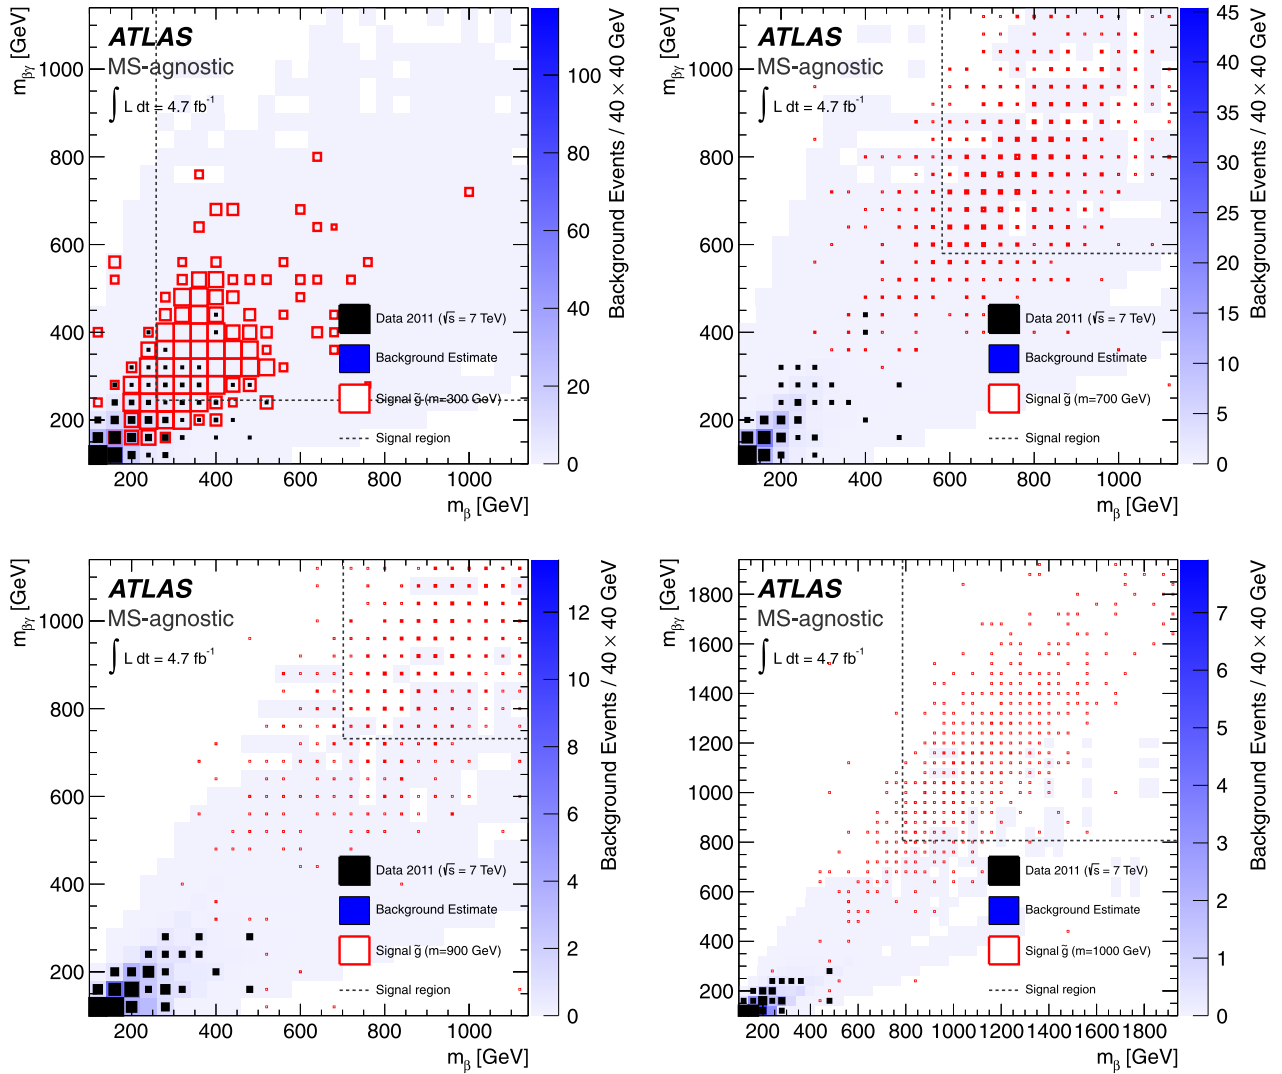 m_βγ [GeV]
ATLAS
MS-agnostic
∫ L dt = 4.7 fb⁻¹
1000
800
600
400
200
Data 2011 (√s = 7 TeV)
Background Estimate
Signal g̃ (m=300 GeV)
Signal region
200 400 600 800 1000
m_β [GeV]
100
80
60
40
20
0
Background Events / 40 × 40 GeV
m_βγ [GeV]
ATLAS
MS-agnostic
∫ L dt = 4.7 fb⁻¹
1000
800
600
400
200
Data 2011 (√s = 7 TeV)
Background Estimate
Signal g̃ (m=700 GeV)
Signal region
200 400 600 800 1000
m_β [GeV]
45
40
35
30
25
20
15
10
5
0
Background Events / 40 × 40 GeV
m_βγ [GeV]
ATLAS
MS-agnostic
∫ L dt = 4.7 fb⁻¹
1000
800
600
400
200
Data 2011 (√s = 7 TeV)
Background Estimate
Signal g̃ (m=900 GeV)
Signal region
200 400 600 800 1000
m_β [GeV]
12
10
8
6
4
2
0
Background Events / 40 × 40 GeV
m_βγ [GeV]
ATLAS
MS-agnostic
∫ L dt = 4.7 fb⁻¹
1800
1600
1400
1200
1000
800
600
400
200
Data 2011 (√s = 7 TeV)
Background Estimate
Signal g̃ (m=1000 GeV)
Signal region
200 400 600 800 1000 1200 1400 1600 1800
m_β [GeV]
7
6
5
4
3
2
1
0
Background Events / 40 × 40 GeV